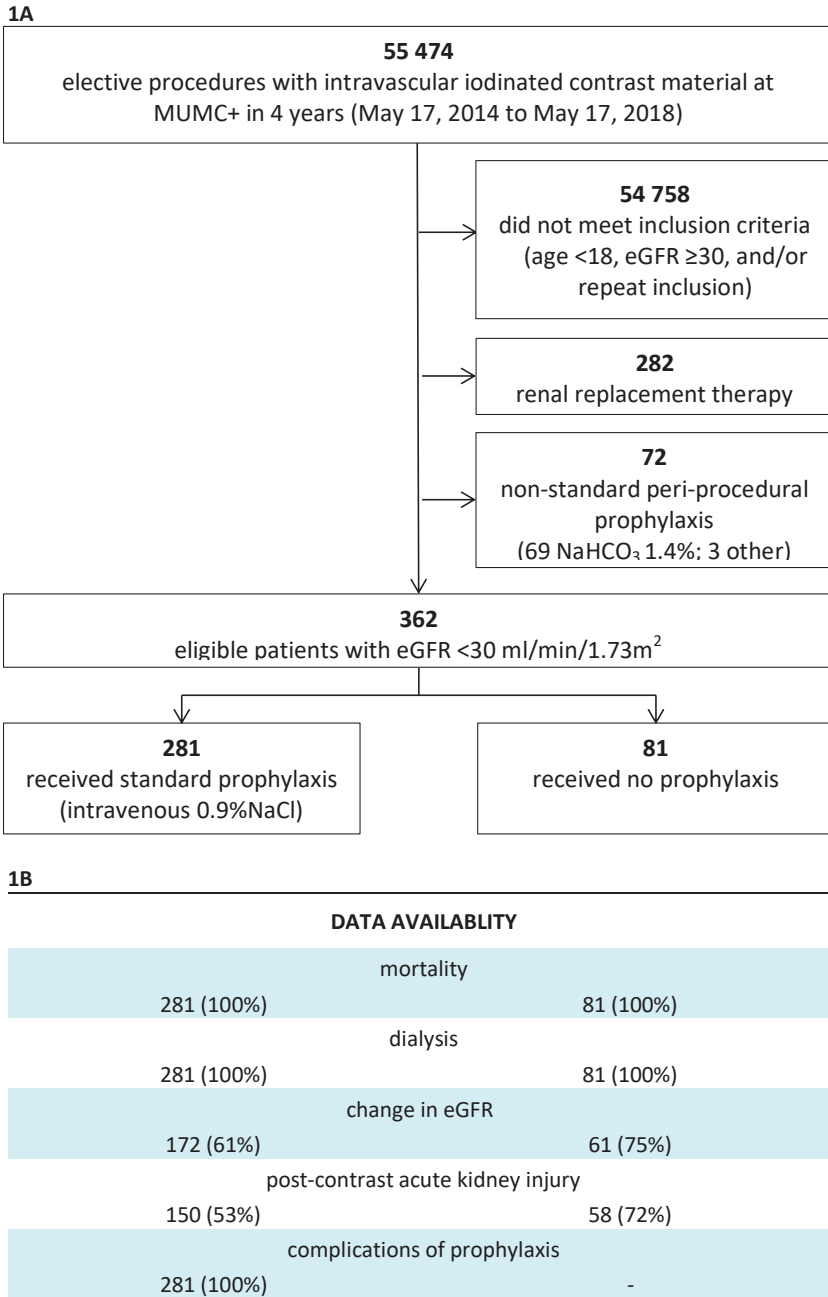 1A
55 474
elective procedures with intravascular iodinated contrast material at
MUMC+ in 4 years (May 17, 2014 to May 17, 2018)
54 758
did not meet inclusion criteria
(age <18, eGFR ≥30, and/or
repeat inclusion)
282
renal replacement therapy
72
non-standard peri-procedural
prophylaxis
(69 NaHCO₃ 1.4%; 3 other)
362
eligible patients with eGFR <30 ml/min/1.73m²
281
received standard prophylaxis
(intravenous 0.9%NaCl)
81
received no prophylaxis
1B
DATA AVAILABLITY
mortality
281 (100%) 81 (100%)
dialysis
281 (100%) 81 (100%)
change in eGFR
172 (61%) 61 (75%)
post-contrast acute kidney injury
150 (53%) 58 (72%)
complications of prophylaxis
281 (100%) -